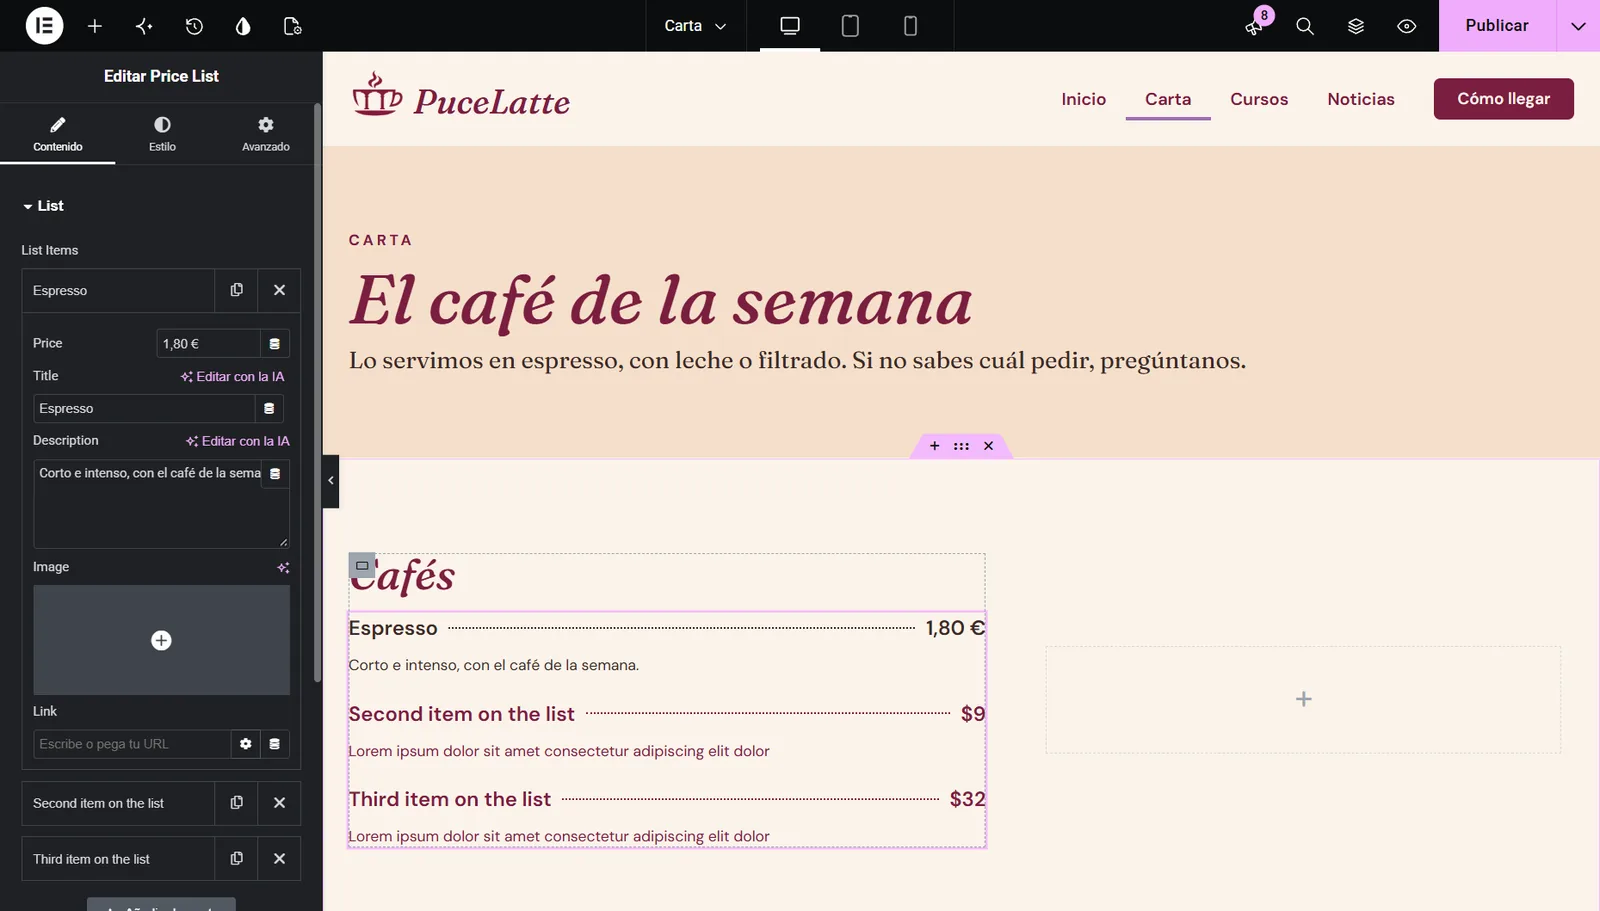 Carta
8
Publicar
Editar Price List
Contenido
Estilo
Avanzado
List
List Items
Espresso
Price
1,80 €
Title
Editar con la IA
Espresso
Description
Editar con la IA
Corto e intenso, con el café de la sema
Image
Link
Escribe o pega tu URL
Second item on the list
Third item on the list
PuceLatte
Inicio
Carta
Cursos
Noticias
Cómo llegar
CARTA
El café de la semana
Lo servimos en espresso, con leche o filtrado. Si no sabes cuál pedir, pregúntanos.
Cafés
Espresso 1,80 €
Corto e intenso, con el café de la semana.
Second item on the list $9
Lorem ipsum dolor sit amet consectetur adipiscing elit dolor
Third item on the list $32
Lorem ipsum dolor sit amet consectetur adipiscing elit dolor